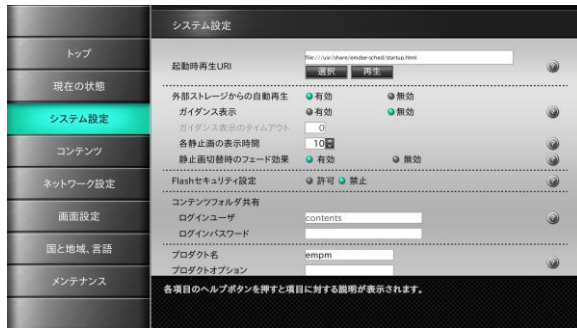 システム設定
トップ
現在の状態
システム設定
コンテンツ
ネットワーク設定
画面設定
国と地域、言語
メンテナンス
起動時再生URI
file:///usr/share/emdse-sched/startup.html
選択 再生
外部ストレージからの自動再生 有効 無効
ガイダンス表示 有効 無効
ガイダンス表示のタイムアウト 0
各静止画の表示時間 10
静止画切替時のフェード効果 有効 無効
Flashセキュリティ設定 許可 禁止
コンテンツフォルダ共有
ログインユーザ contents
ログインパスワード
プロダクト名 empm
プロダクトオプション
各項目のヘルプボタンを押すと項目に対する説明が表示されます。